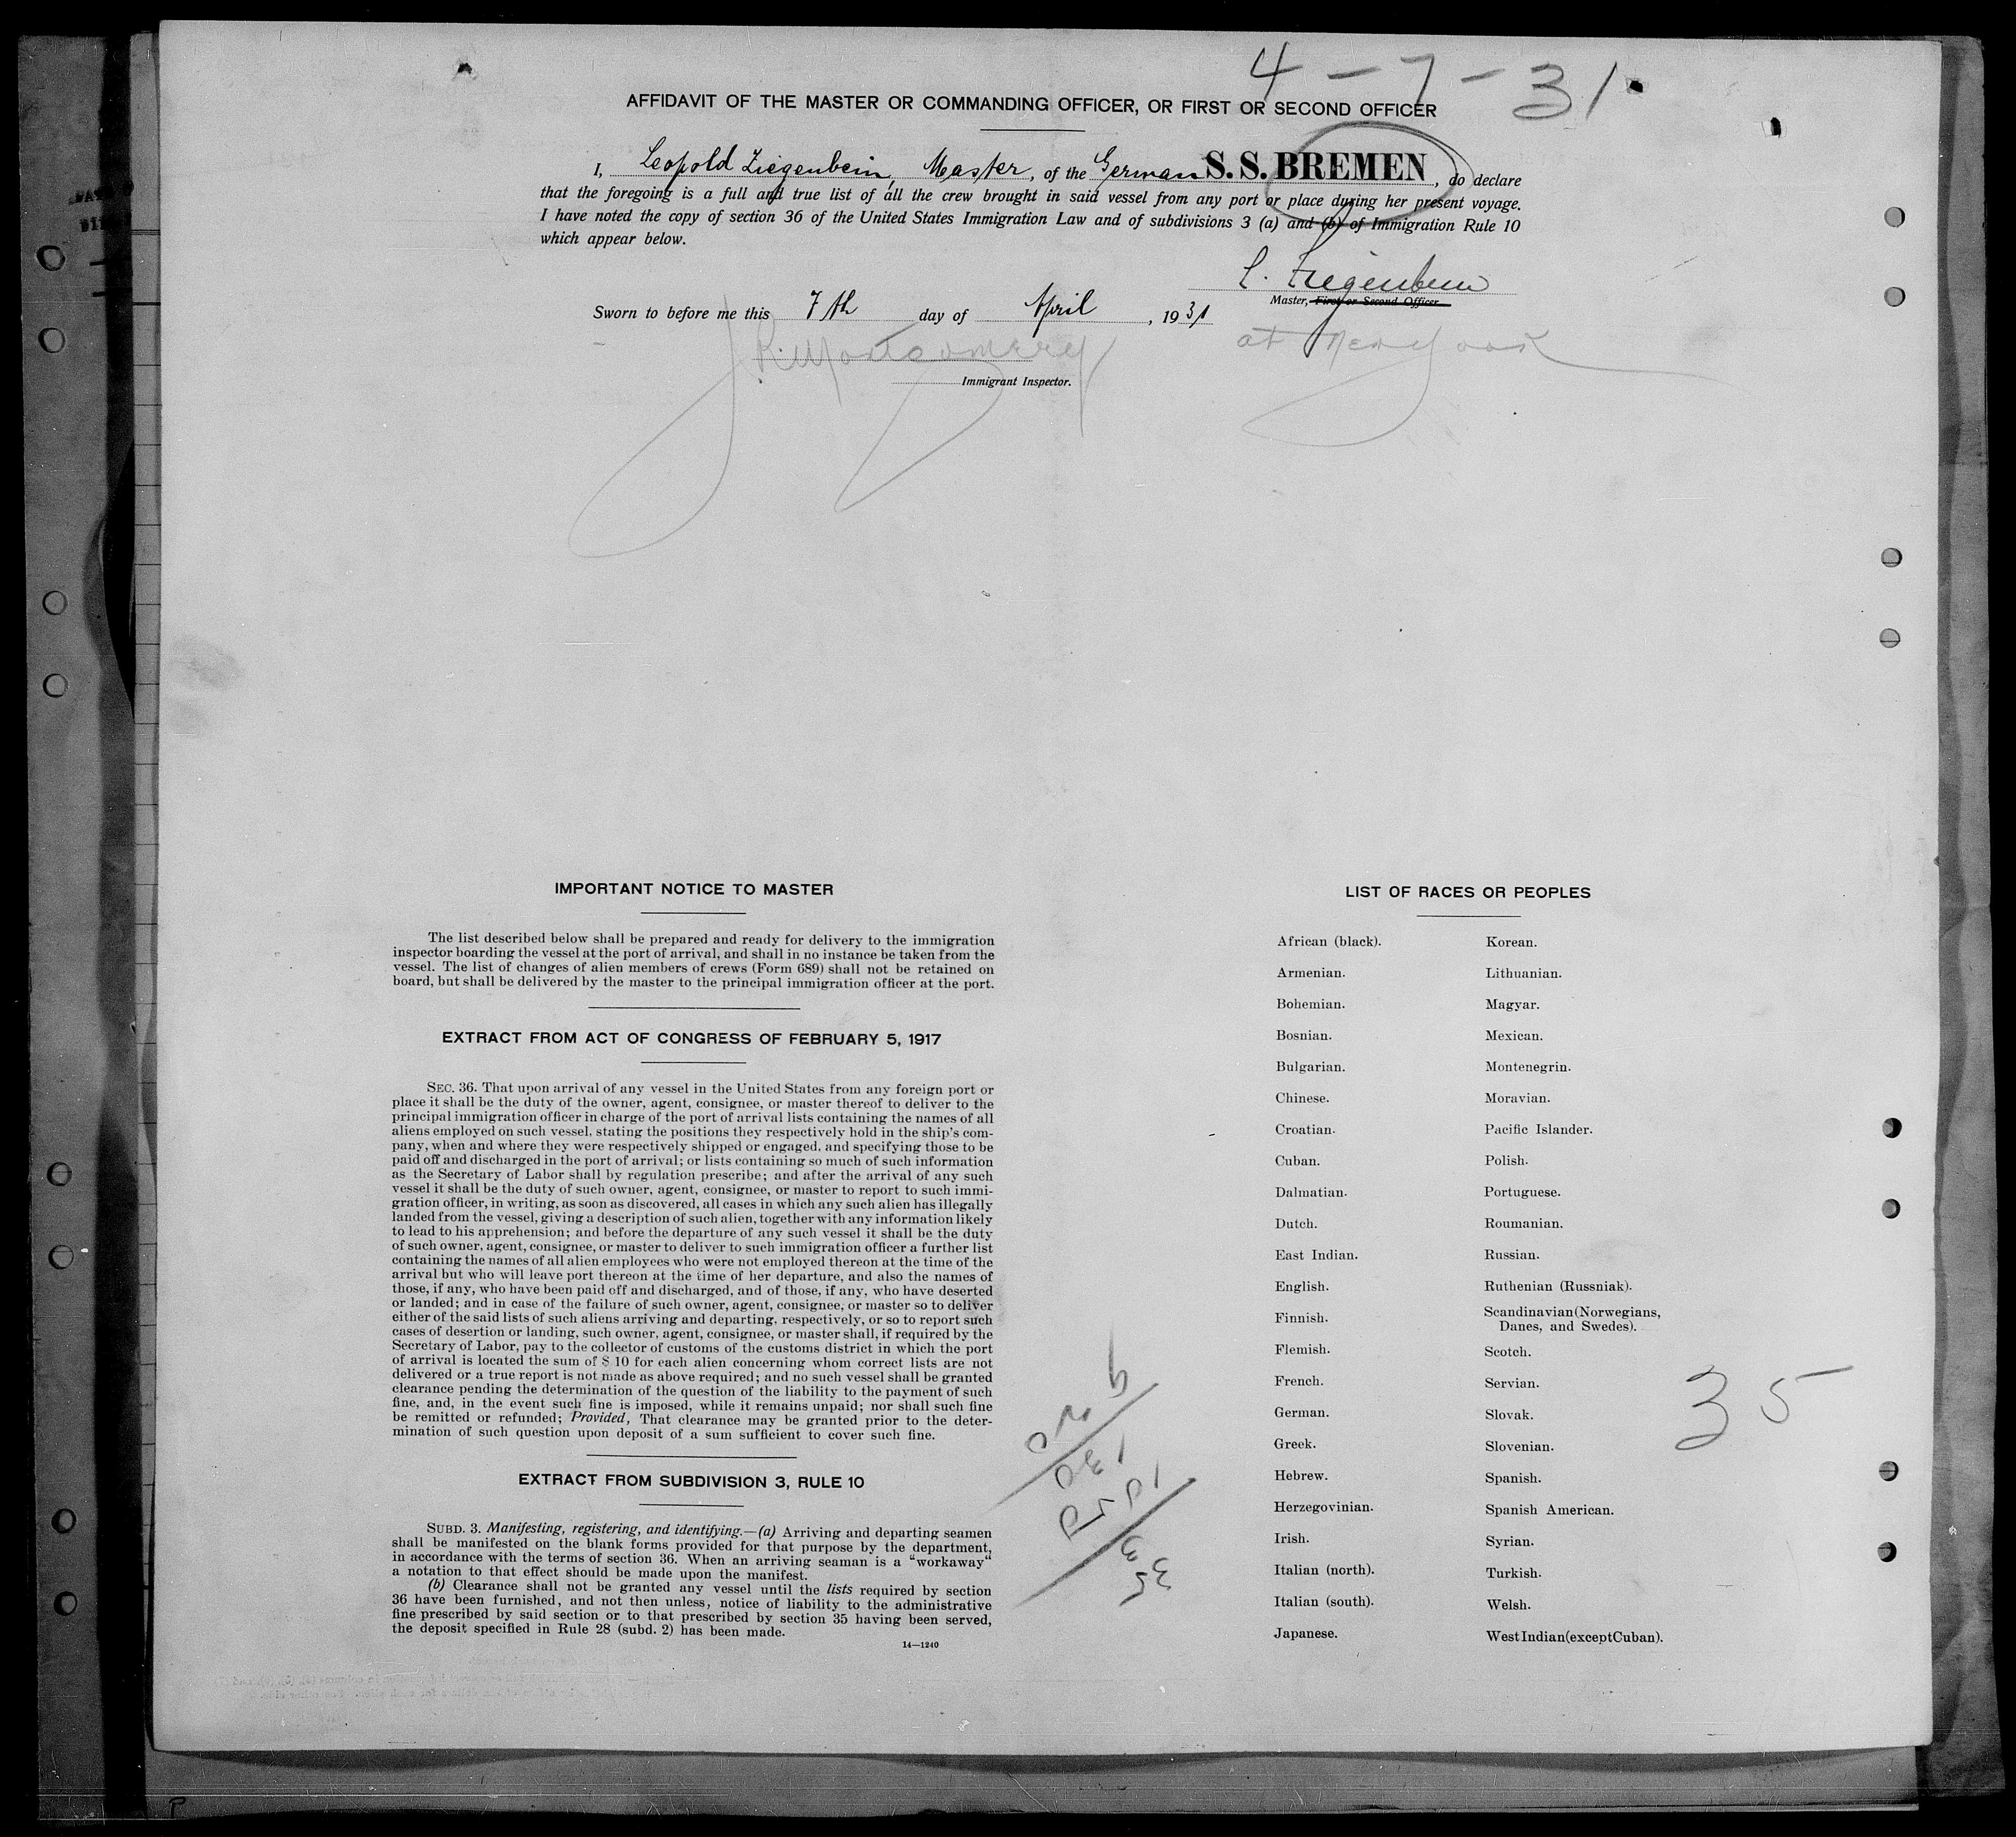 4-7-31
AFFIDAVIT OF THE MASTER OR COMMANDING OFFICER, OR FIRST OR SECOND OFFICER
I, Leopold Ziegenbein, Master, of the German S. S. BREMEN, do declare
that the foregoing is a full and true list of all the crew brought in said vessel from any port or place during her present voyage.
I have noted the copy of section 36 of the United States Immigration Law and of subdivisions 3 (a) and (b) of Immigration Rule 10
which appear below.
L. Ziegenbein
Master, First or Second Officer
Sworn to before me this 7th day of April, 1931
at New York
Montgomery
Immigrant Inspector.
IMPORTANT NOTICE TO MASTER
The list described below shall be prepared and ready for delivery to the immigration
inspector boarding the vessel at the port of arrival, and shall in no instance be taken from the
vessel. The list of changes of alien members of crews (Form 689) shall not be retained on
board, but shall be delivered by the master to the principal immigration officer at the port.
EXTRACT FROM ACT OF CONGRESS OF FEBRUARY 5, 1917
SEC. 36. That upon arrival of any vessel in the United States from any foreign port or
place it shall be the duty of the owner, agent, consignee, or master thereof to deliver to the
principal immigration officer in charge of the port of arrival lists containing the names of all
aliens employed on such vessel, stating the positions they respectively hold in the ship's com-
pany, when and where they were respectively shipped or engaged, and specifying those to be
paid off and discharged in the port of arrival; or lists containing so much of such information
as the Secretary of Labor shall by regulation prescribe; and after the arrival of any such
vessel it shall be the duty of such owner, agent, consignee, or master to report to such immi-
gration officer, in writing, as soon as discovered, all cases in which any such alien has illegally
landed from the vessel, giving a description of such alien, together with any information likely
to lead to his apprehension; and before the departure of any such vessel it shall be the duty
of such owner, agent, consignee, or master to deliver to such immigration officer a further list
containing the names of all alien employees who were not employed thereon at the time of the
arrival but who will leave port thereon at the time of her departure, and also the names of
those, if any, who have been paid off and discharged, and of those, if any, who have deserted
or landed; and in case of the failure of such owner, agent, consignee, or master so to deliver
either of the said lists of such aliens arriving and departing, respectively, or so to report such
cases of desertion or landing, such owner, agent, consignee, or master shall, if required by the
Secretary of Labor, pay to the collector of customs of the customs district in which the port
of arrival is located the sum of $ 10 for each alien concerning whom correct lists are not
delivered or a true report is not made as above required; and no such vessel shall be granted
clearance pending the determination of the question of the liability to the payment of such
fine, and, in the event such fine is imposed, while it remains unpaid; nor shall such fine
be remitted or refunded; Provided, That clearance may be granted prior to the deter-
mination of such question upon deposit of a sum sufficient to cover such fine.
EXTRACT FROM SUBDIVISION 3, RULE 10
SUBD. 3. Manifesting, registering, and identifying.—(a) Arriving and departing seamen
shall be manifested on the blank forms provided for that purpose by the department,
in accordance with the terms of section 36. When an arriving seaman is a "workaway"
a notation to that effect should be made upon the manifest.
(b) Clearance shall not be granted any vessel until the lists required by section
36 have been furnished, and not then unless, notice of liability to the administrative
fine prescribed by said section or to that prescribed by section 35 having been served,
the deposit specified in Rule 28 (subd. 2) has been made.
14—1240
LIST OF RACES OR PEOPLES
African (black).
Armenian.
Bohemian.
Bosnian.
Bulgarian.
Chinese.
Croatian.
Cuban.
Dalmatian.
Dutch.
East Indian.
English.
Finnish.
Flemish.
French.
German.
Greek.
Hebrew.
Herzegovinian.
Irish.
Italian (north).
Italian (south).
Japanese.
Korean.
Lithuanian.
Magyar.
Mexican.
Montenegrin.
Moravian.
Pacific Islander.
Polish.
Portuguese.
Roumanian.
Russian.
Ruthenian (Russniak).
Scandinavian (Norwegians,
Danes, and Swedes).
Scotch.
Servian.
Slovak.
Slovenian.
Spanish.
Spanish American.
Syrian.
Turkish.
Welsh.
West Indian (except Cuban).
35